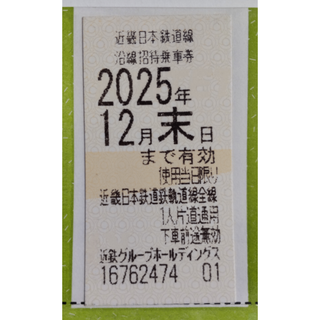 近畿日本鉄道線
沿線招待乗車券
2025年
12月末日
まで有効
使用当日限り
近畿日本鉄道鉄軌道線全線
1人片道通用
下車前途無効
近鉄グループホールディングス
16762474 01